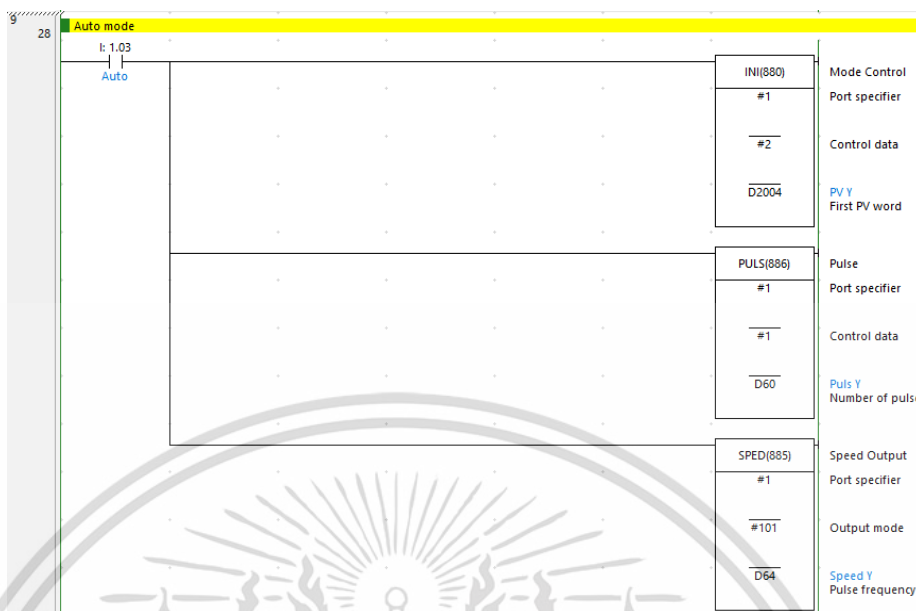 9
28
Auto mode
I: 1.03
Auto
INI(880)
Mode Control
#1
Port specifier
#2
Control data
D2004
PV Y
First PV word
PULS(886)
Pulse
#1
Port specifier
#1
Control data
D60
Puls Y
Number of pulse
SPED(885)
Speed Output
#1
Port specifier
#101
Output mode
D64
Speed Y
Pulse frequency